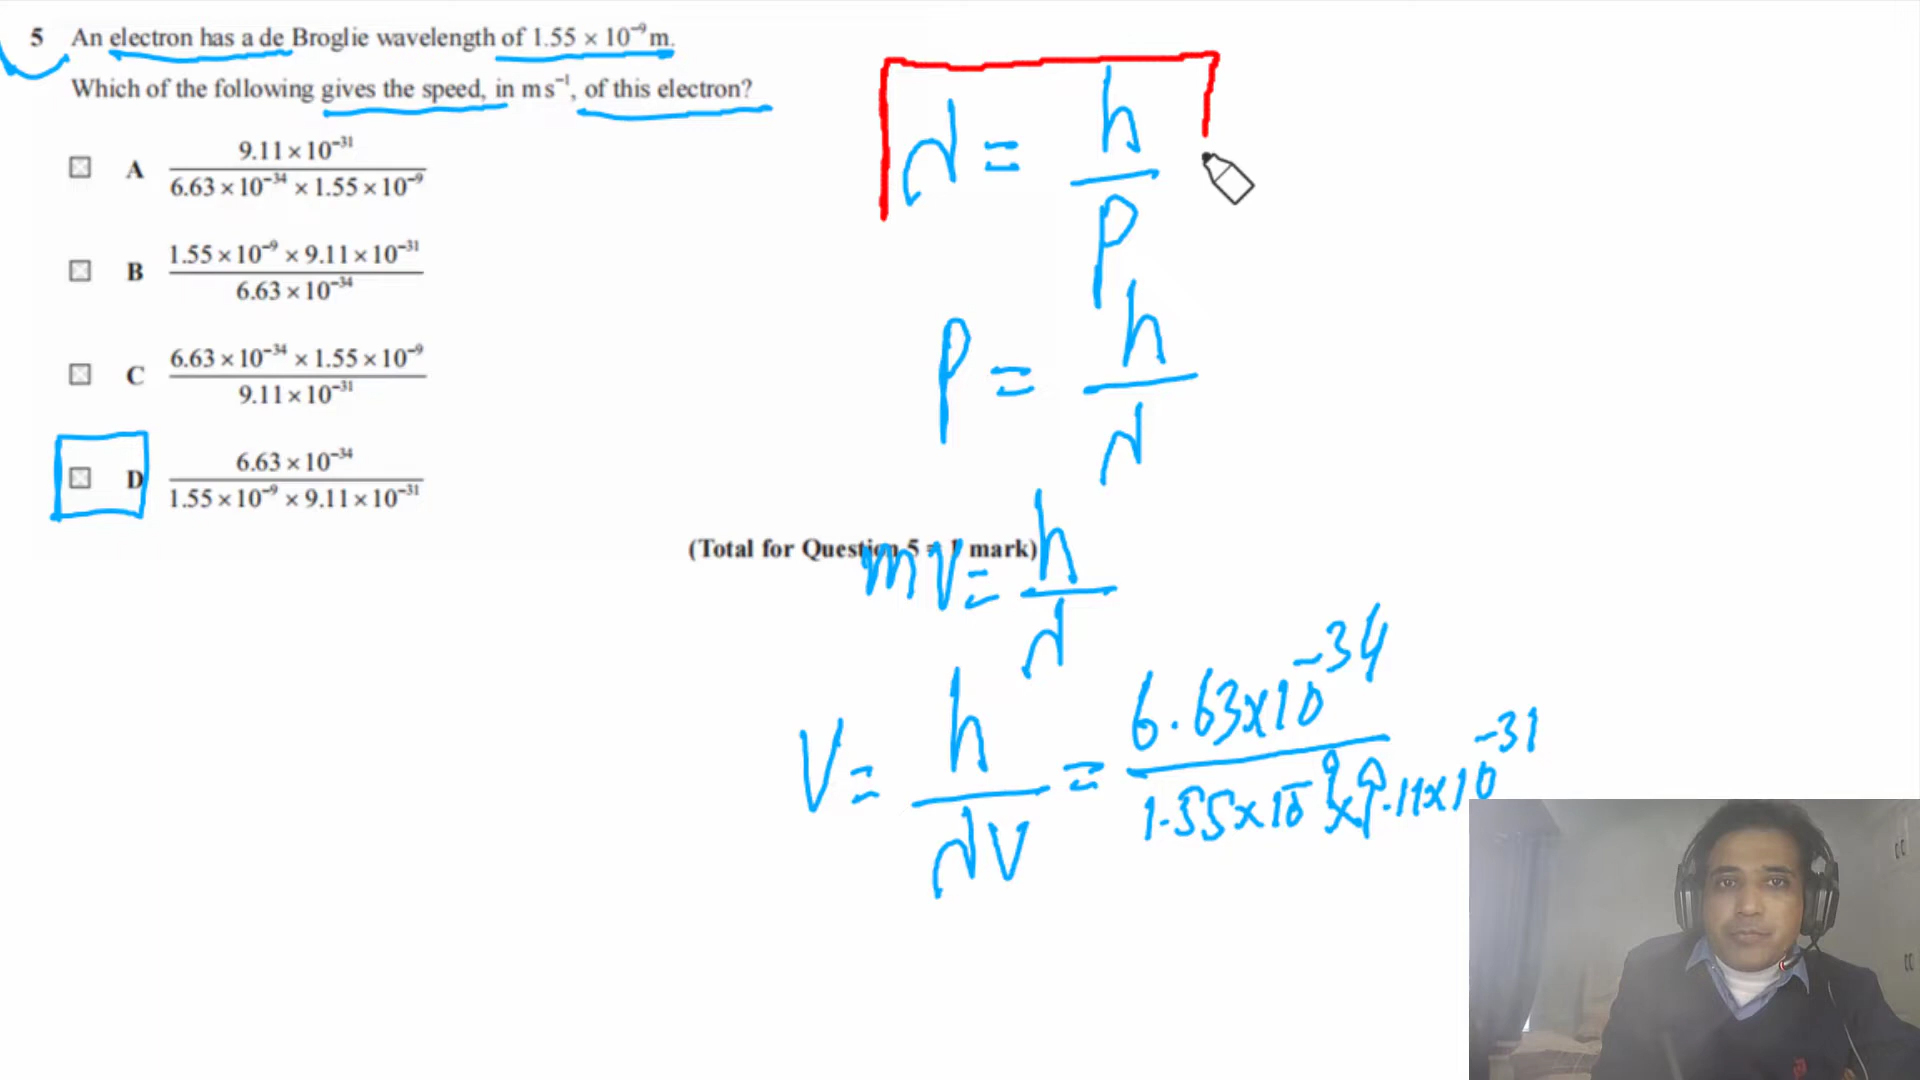 5 An electron has a de Broglie wavelength of 1.55 × 10⁻⁹ m.
Which of the following gives the speed, in m s⁻¹, of this electron?
A 9.11 × 10⁻³¹
6.63 × 10⁻³⁴ × 1.55 × 10⁻⁹
B 1.55 × 10⁻⁹ × 9.11 × 10⁻³¹
6.63 × 10⁻³⁴
C 6.63 × 10⁻³⁴ × 1.55 × 10⁻⁹
9.11 × 10⁻³¹
D 6.63 × 10⁻³⁴
1.55 × 10⁻⁹ × 9.11 × 10⁻³¹
(Total for Question 5 = 1 mark)
λ = h
P
P = h
λ
mV = h
λ
V = h = 6.63 × 10⁻³⁴
λV 1.55 × 10⁻⁹ × 9.11 × 10⁻³¹